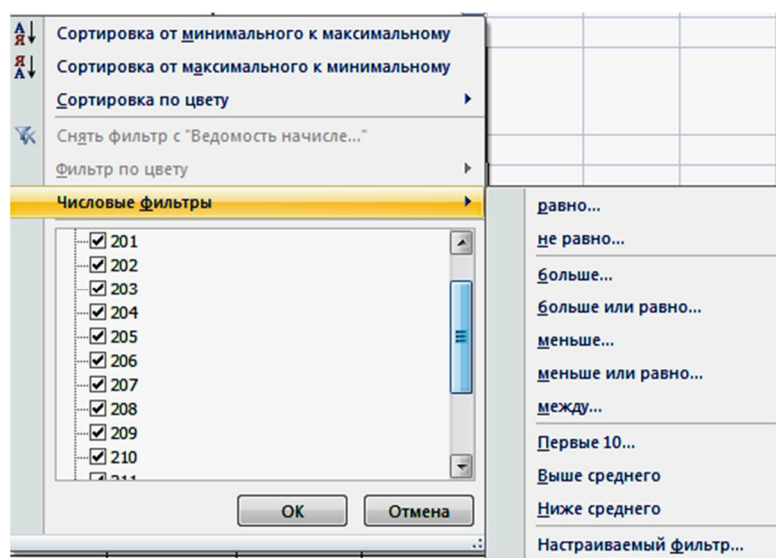 Сортировка от минимального к максимальному
Сортировка от максимального к минимальному
Сортировка по цвету
Снять фильтр с "Ведомость начисле..."
Фильтр по цвету
Числовые фильтры
201
202
203
204
205
206
207
208
209
210
211
ОК
Отмена
равно...
не равно...
больше...
больше или равно...
меньше...
меньше или равно...
между...
Первые 10...
Выше среднего
Ниже среднего
Настраиваемый фильтр...